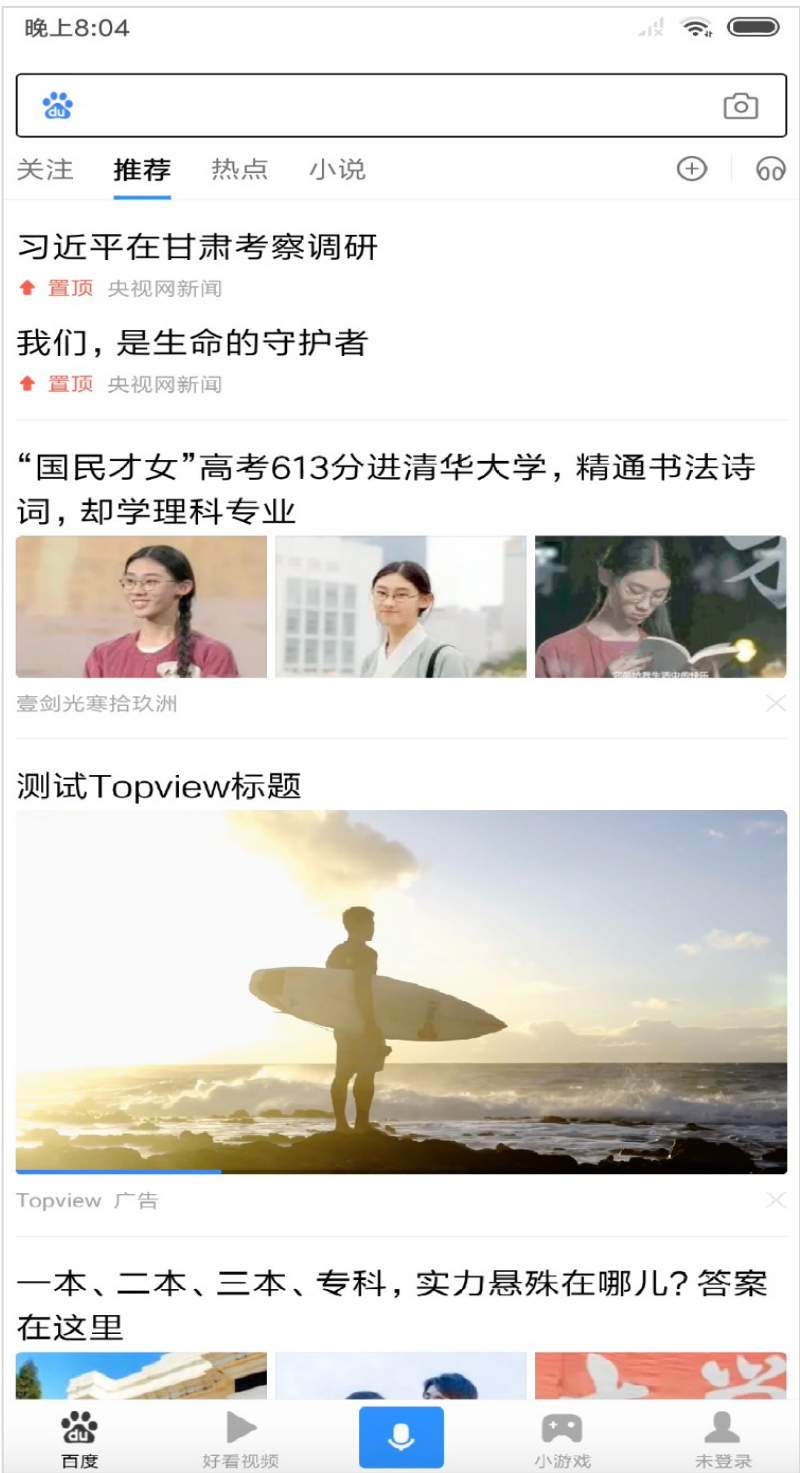 晚上8:04
du
关注 推荐 热点 小说
习近平在甘肃考察调研
置顶 央视网新闻
我们，是生命的守护者
置顶 央视网新闻
“国民才女”高考613分进清华大学，精通书法诗
词，却学理科专业
壹剑光寒拾玖洲
测试Topview标题
Topview 广告
一本、二本、三本、专科，实力悬殊在哪儿？答案
在这里
du
百度 好看视频 小游戏 未登录